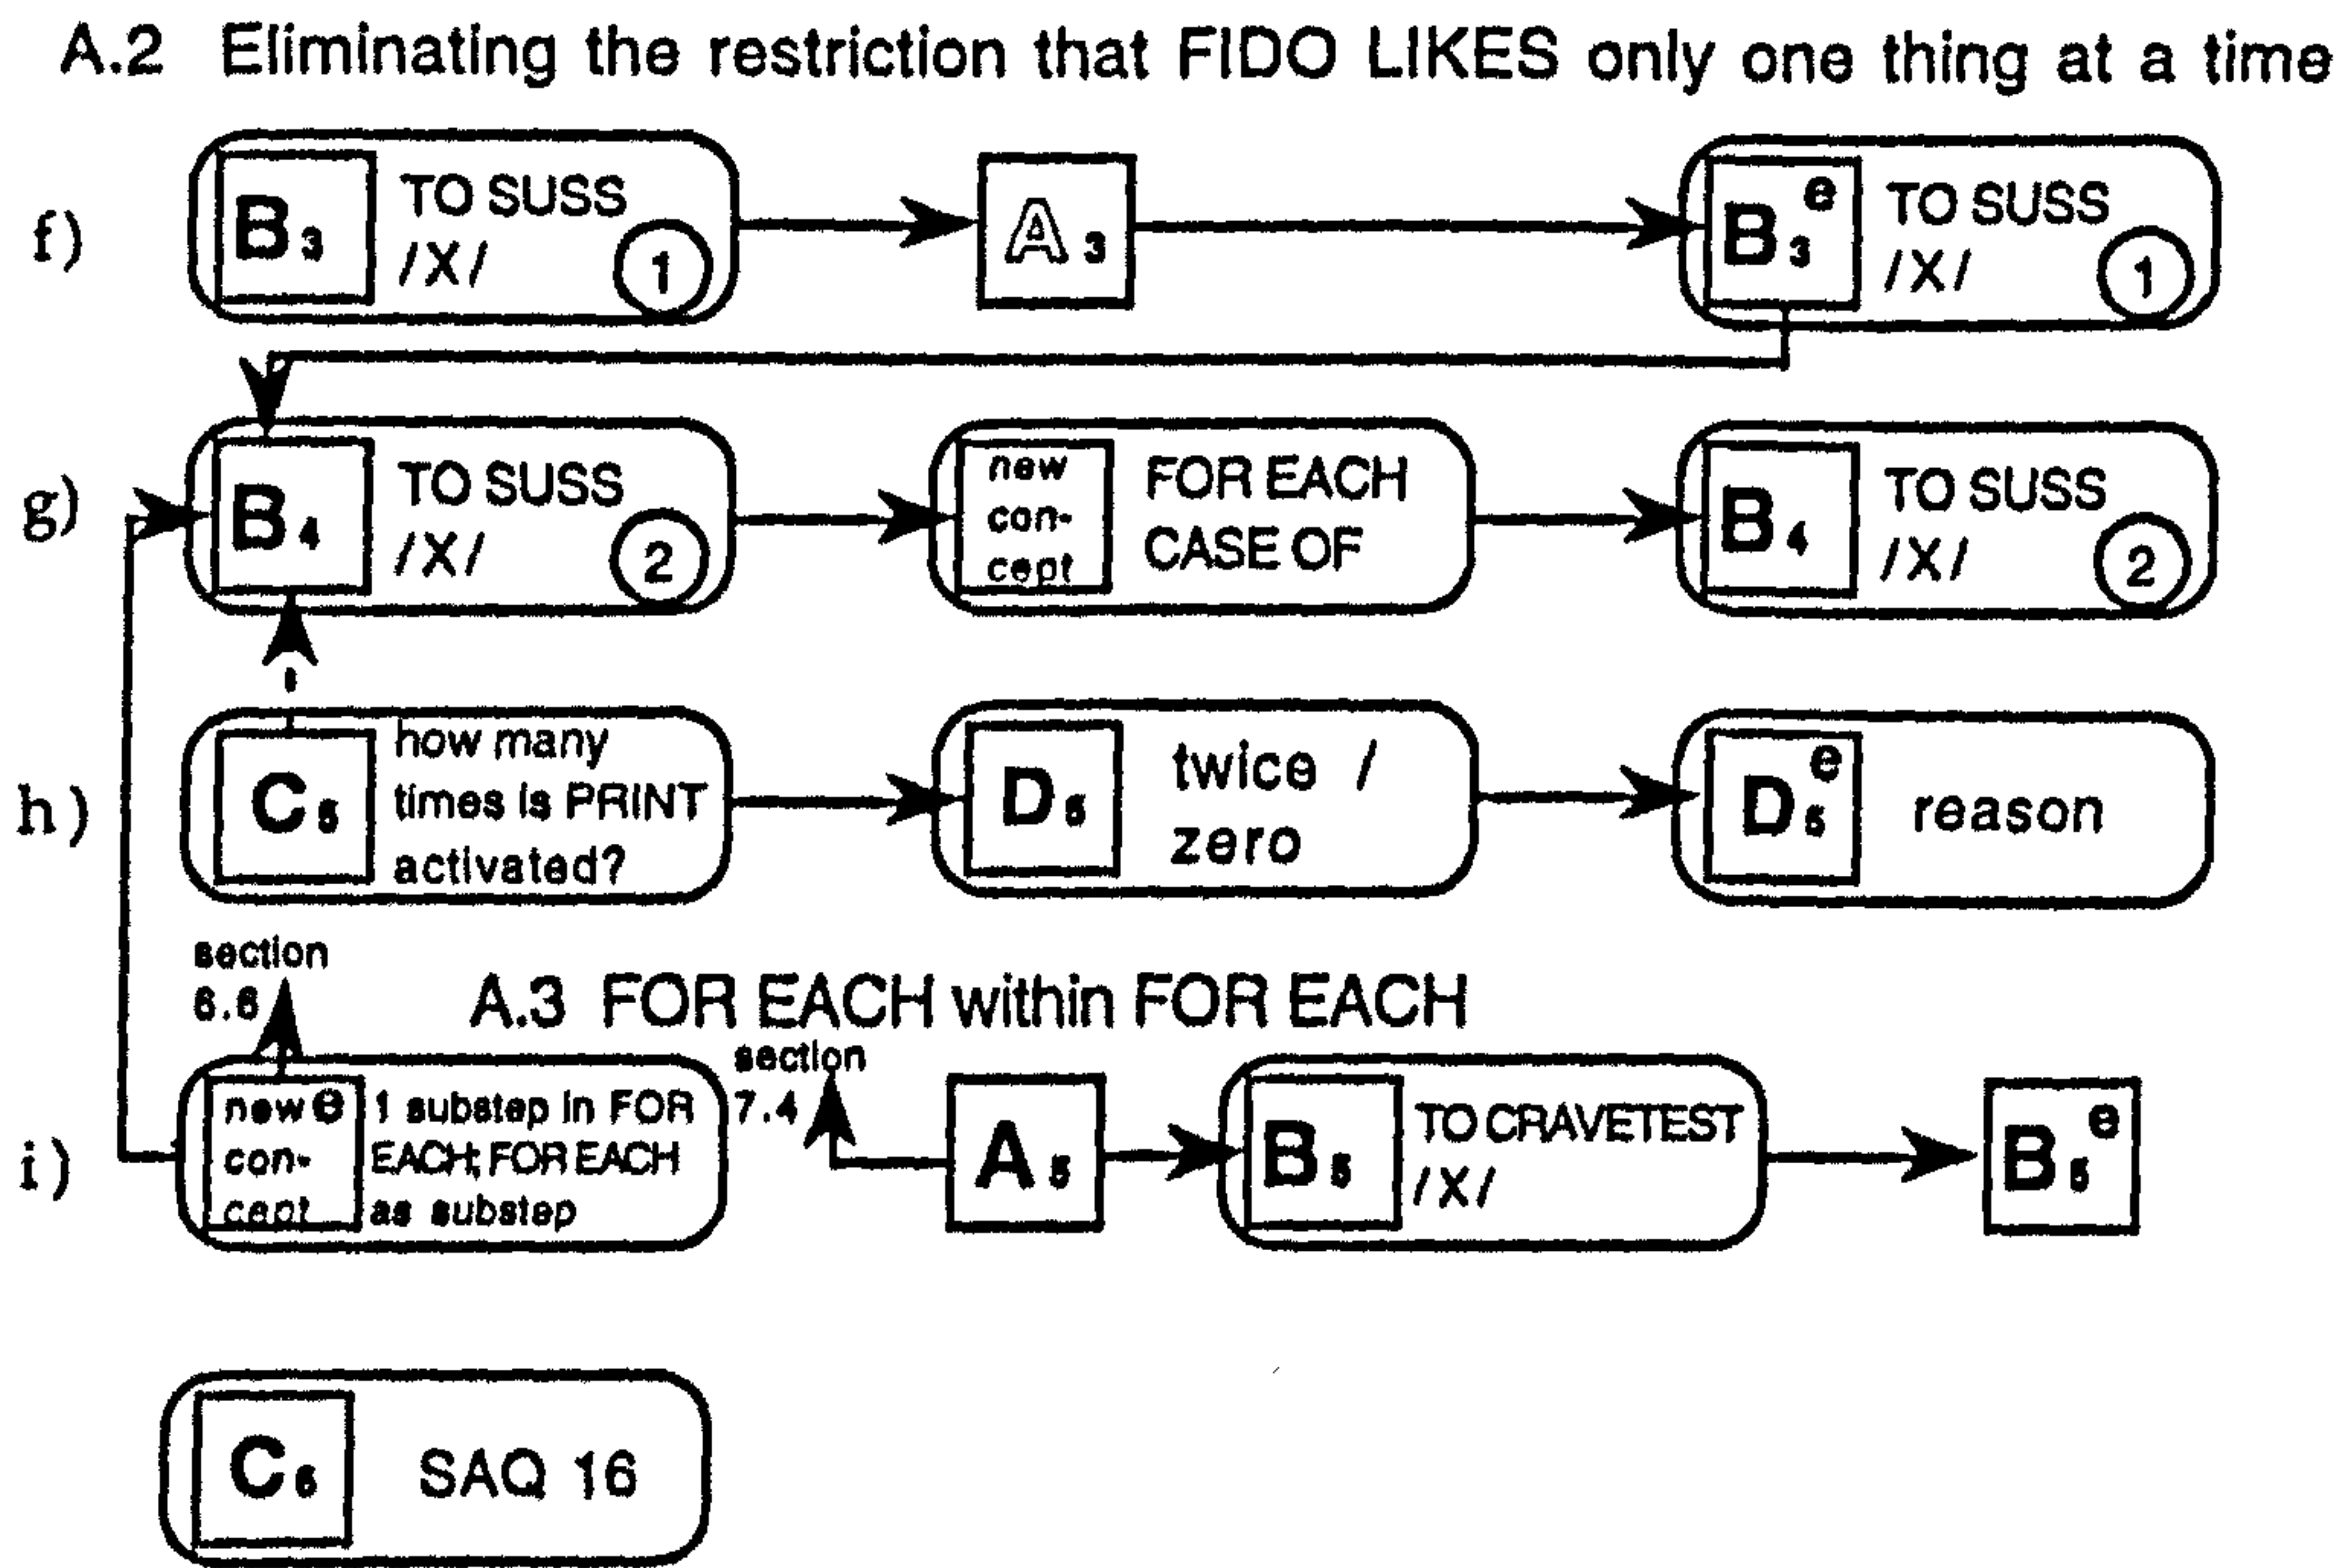 A.2 Eliminating the restriction that FIDO LIKES only one thing at a time
f)
B3
TO SUSS
/X/
1
A3
B3 e
TO SUSS
/X/
1
g)
B4
TO SUSS
/X/
2
new
con-
cept
FOR EACH
CASE OF
B4
TO SUSS
/X/
2
h)
C5
how many
times is PRINT
activated?
D5
twice /
zero
D5 e
reason
section
6.6
A.3 FOR EACH within FOR EACH
i)
new e
con-
cept
1 substep in FOR
EACH; FOR EACH
as substep
section
7.4
A5
B5
TO CRAVETEST
/X/
B5 e
C6
SAQ 16